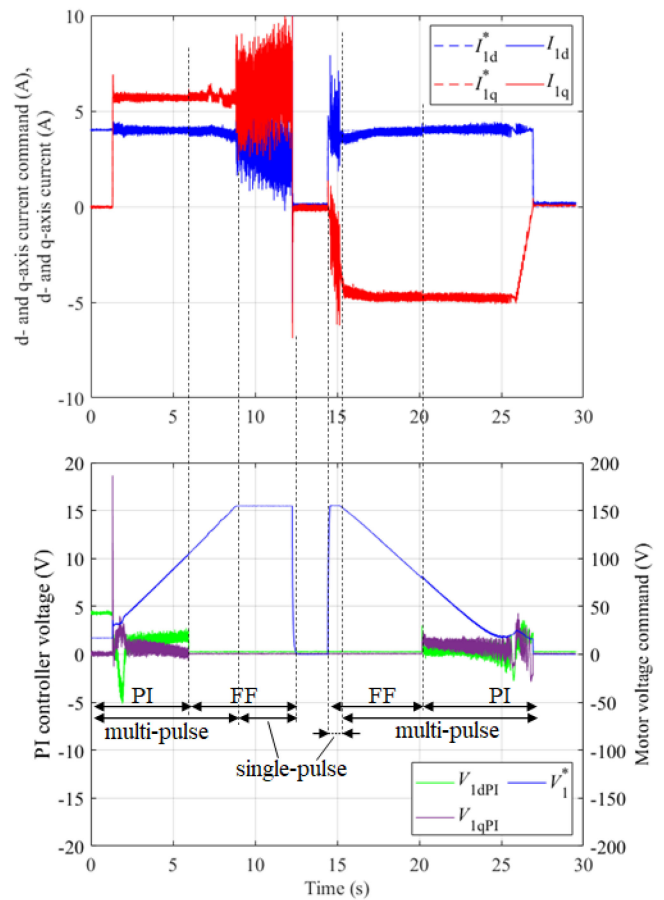 d- and q-axis current command (A),
d- and q-axis current (A)
10
5
0
-5
-10
I*1d I1d
I*1q I1q
0 5 10 15 20 25 30
PI controller voltage (V)
20
15
10
5
0
-5
-10
-15
-20
Motor voltage command (V)
200
150
100
50
0
-50
-100
-150
-200
PI FF FF PI
multi-pulse multi-pulse
single-pulse
V1dPI V*1
V1qPI
0 5 10 15 20 25 30
Time (s)